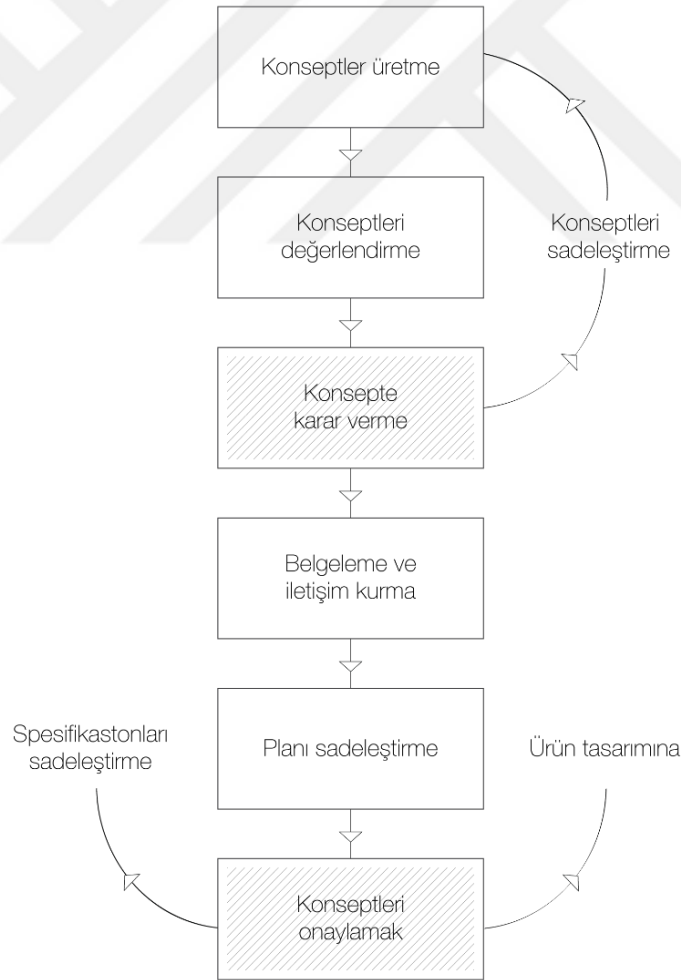 Konseptler üretme
Konseptleri
değerlendirme
Konseptleri
sadeleştirme
Konsepte
karar verme
Belgeleme ve
iletişim kurma
Spesifikastonları
sadeleştirme
Planı sadeleştirme
Ürün tasarımına
Konseptleri
onaylamak